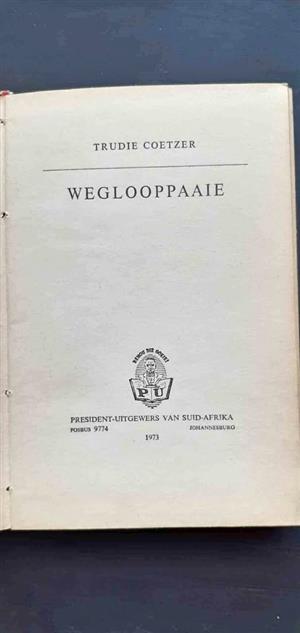 TRUDIE COETZER
WEGLOOPPAAIE
PU
PRESIDENT-UITGEWERS VAN SUID-AFRIKA
POSBUS 9774 JOHANNESBURG
1973